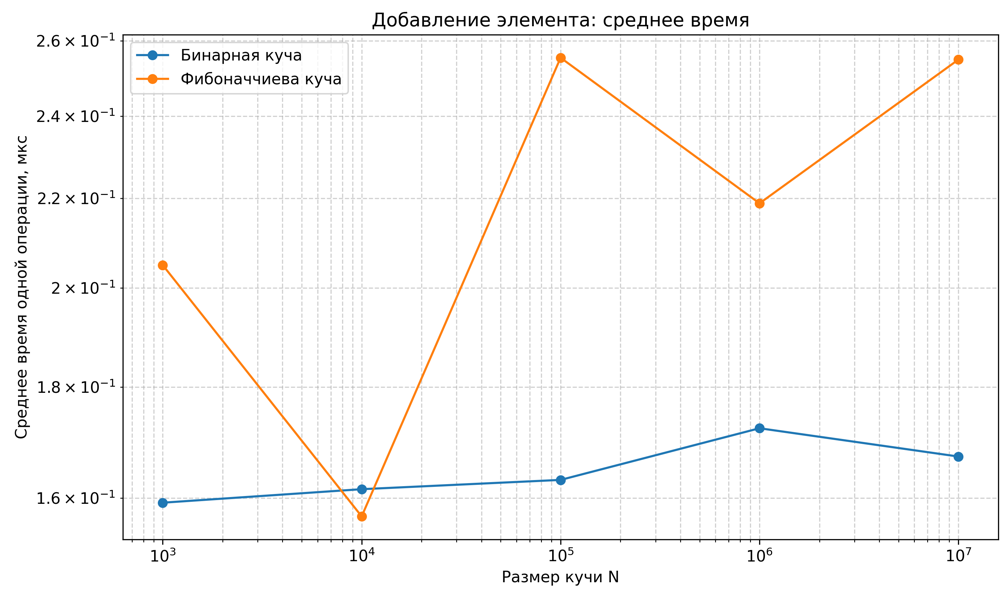 Добавление элемента: среднее время
Бинарная куча
Фибоначчиева куча
Среднее время одной операции, мкс
2.6 × 10⁻¹
2.4 × 10⁻¹
2.2 × 10⁻¹
2 × 10⁻¹
1.8 × 10⁻¹
1.6 × 10⁻¹
10³ 10⁴ 10⁵ 10⁶ 10⁷
Размер кучи N